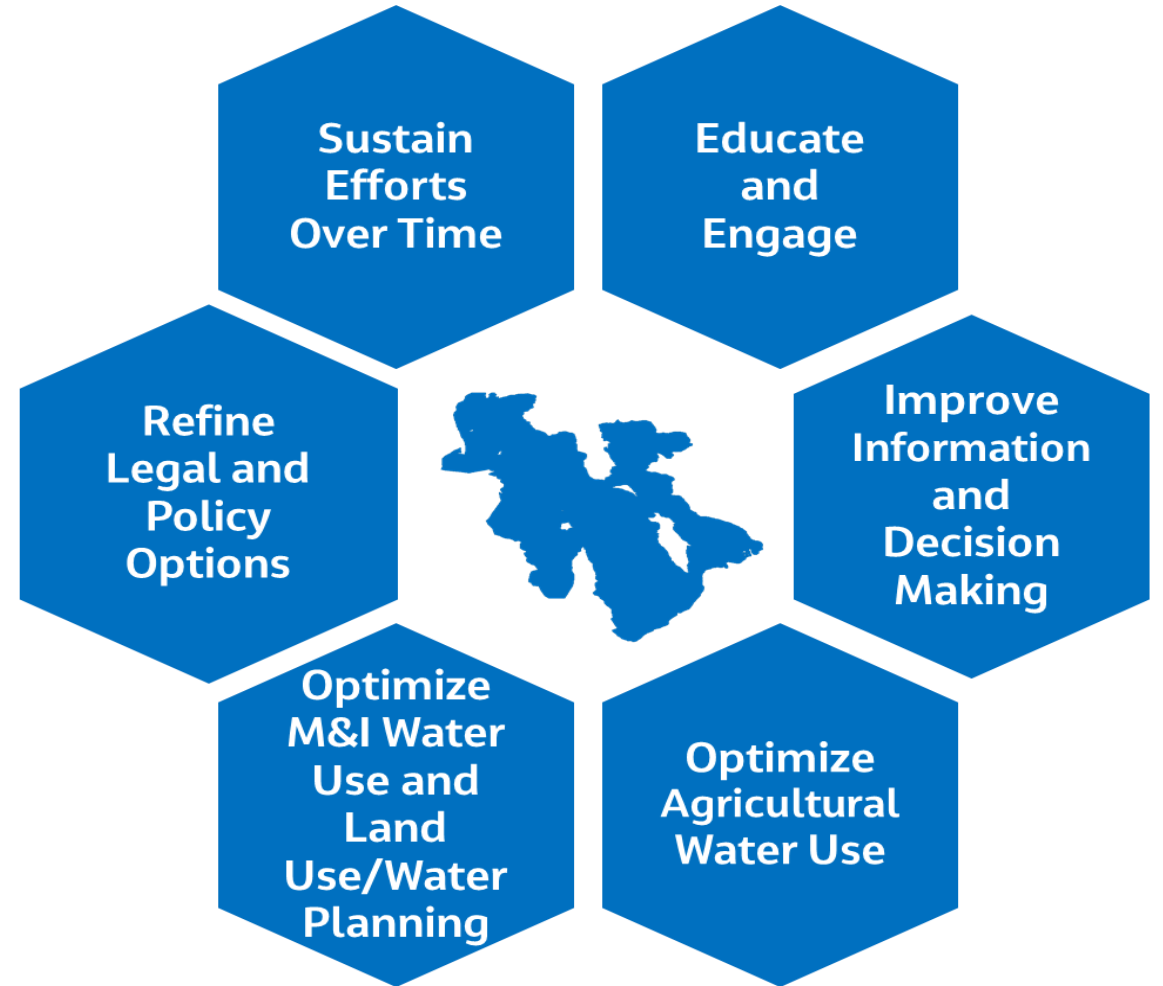 Sustain
Efforts
Over Time
Educate
and
Engage
Refine
Legal and
Policy
Options
Improve
Information
and
Decision
Making
Optimize
M&I Water
Use and
Land
Use/Water
Planning
Optimize
Agricultural
Water Use